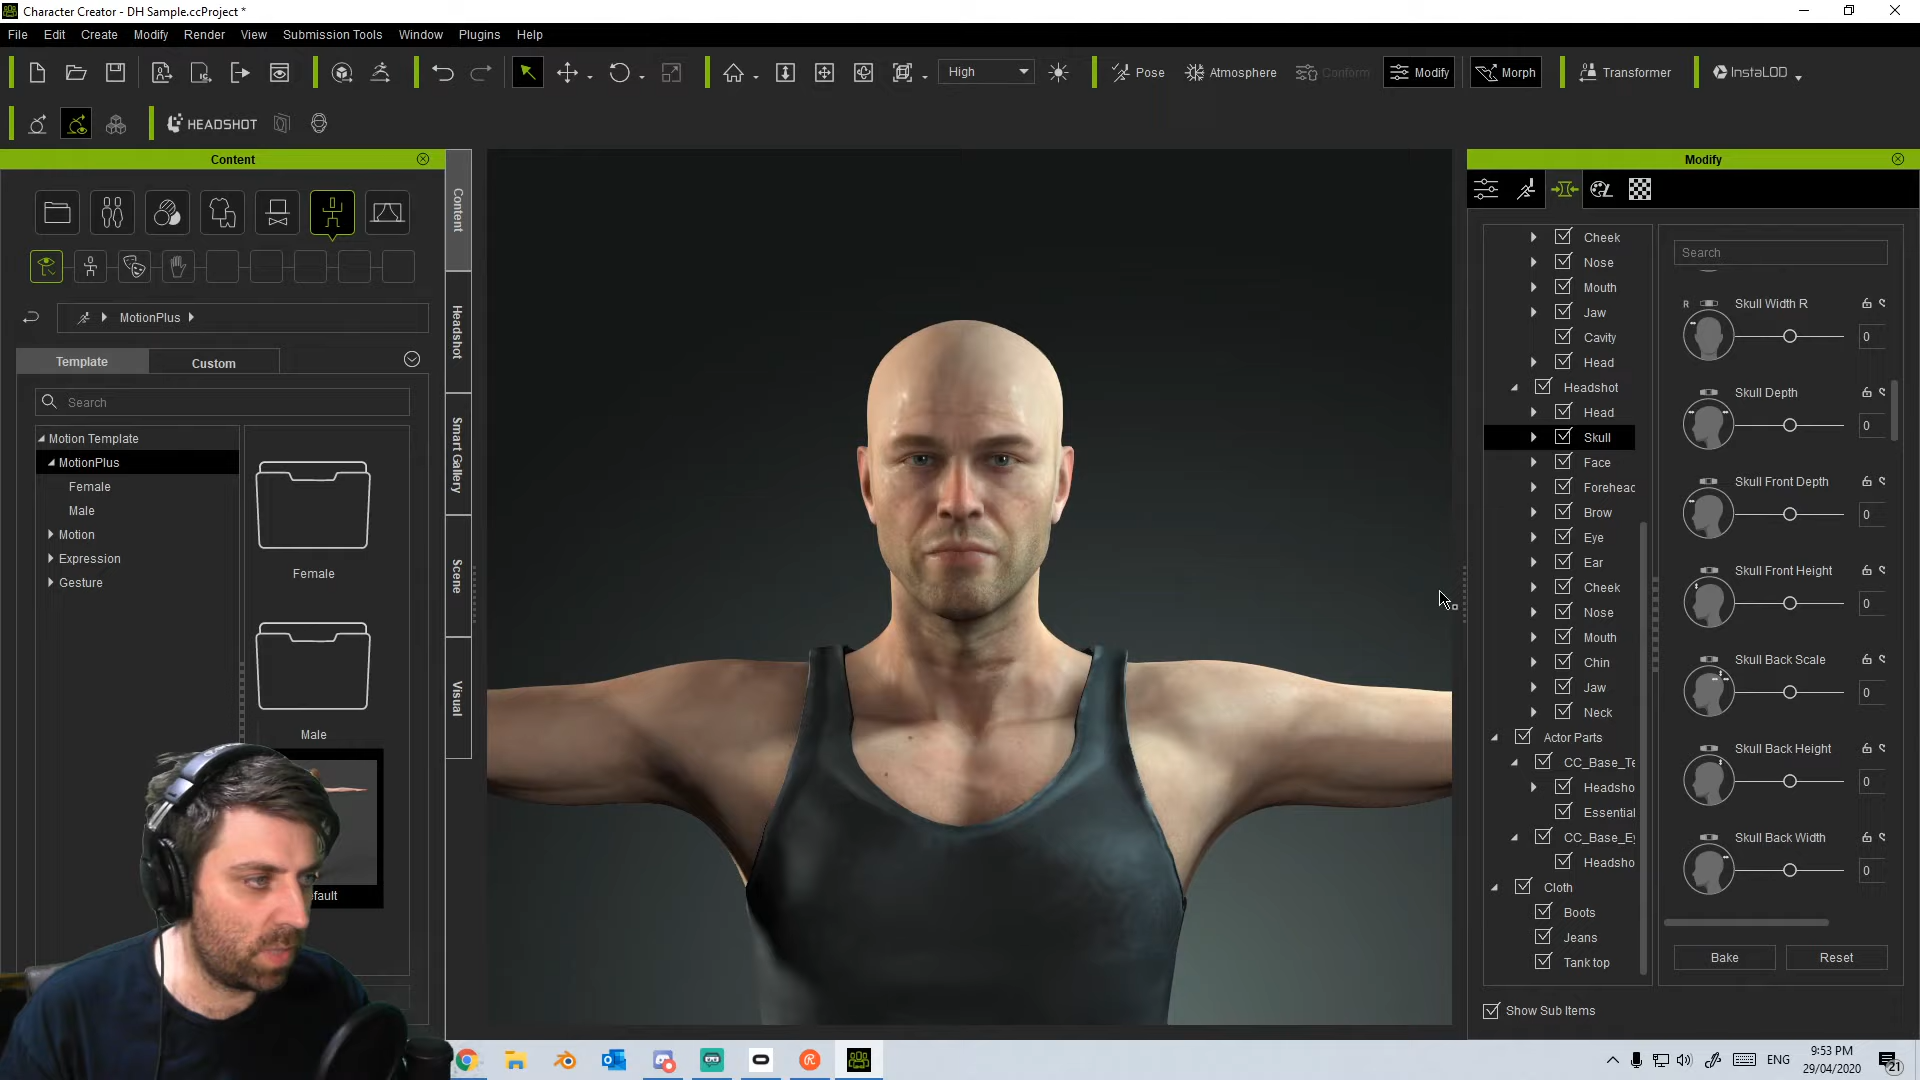 Character Creator - DH Sample.ccProject *
File Edit Create Modify Render View Submission Tools Window Plugins Help
High Pose Atmosphere Conform Modify Morph Transformer InstaLOD
HEADSHOT
Content
MotionPlus
Template Custom
Search
Motion Template
MotionPlus
Female
Male
Motion
Expression
Gesture
Female
Male
Content
Headshot
Smart Gallery
Scene
Visual
Modify
Cheek
Nose
Mouth
Jaw
Cavity
Head
Headshot
Head
Skull
Face
Forehead
Brow
Eye
Ear
Cheek
Nose
Mouth
Chin
Jaw
Neck
Actor Parts
CC_Base_Te
Headsho
Essential
CC_Base_Ey
Headsho
Cloth
Boots
Jeans
Tank top
Show Sub Items
Search
R Skull Width R
0
Skull Depth
0
Skull Front Depth
0
Skull Front Height
0
Skull Back Scale
0
Skull Back Height
0
Skull Back Width
0
Bake Reset
ENG
9:53 PM
29/04/2020
21